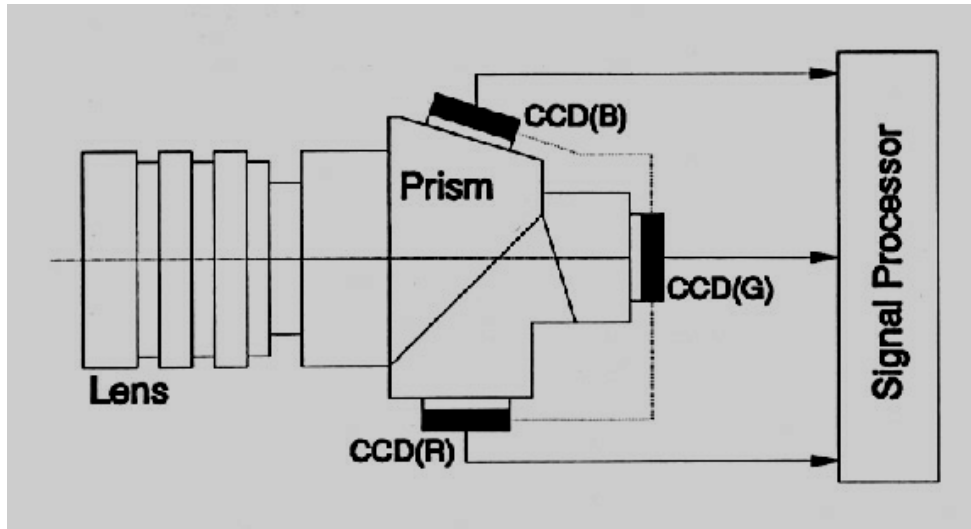 CCD(B)
Prism
CCD(G)
Lens
CCD(R)
Signal Processor